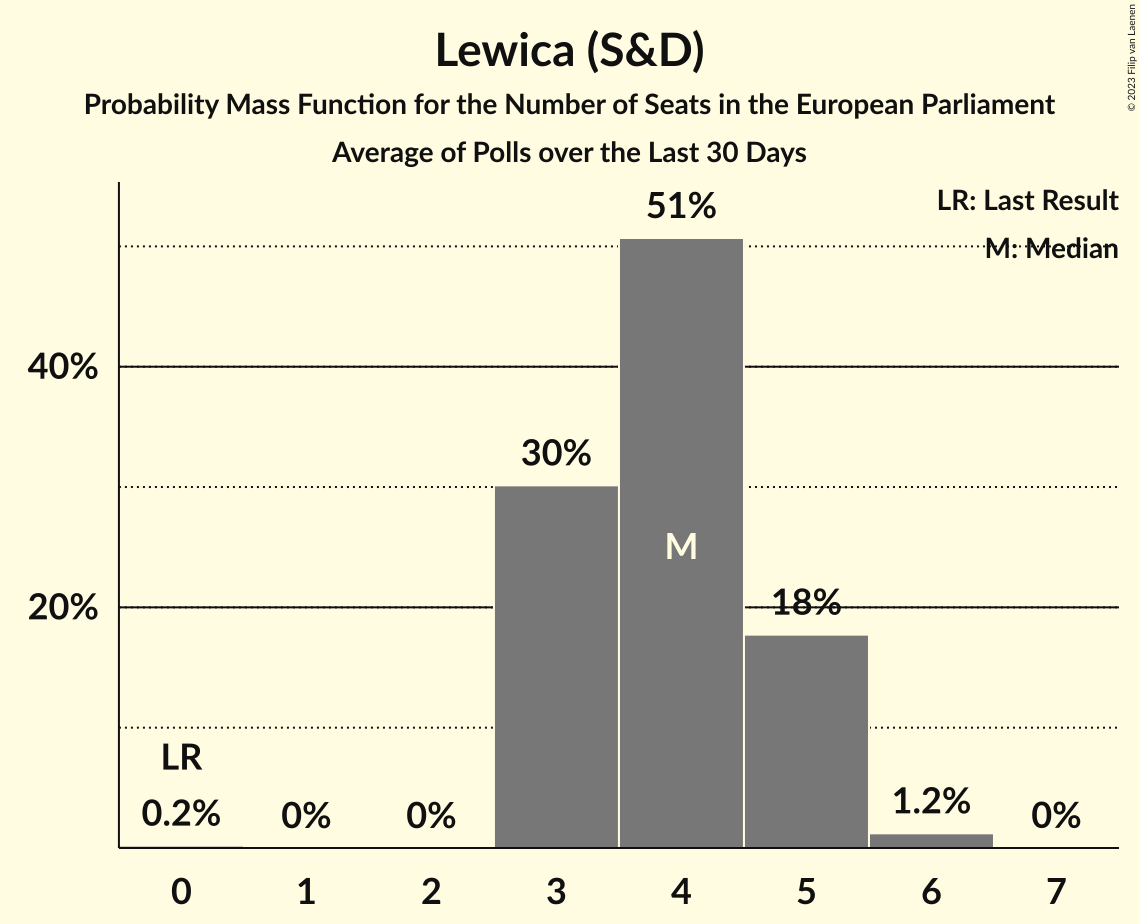 Lewica (S&D)
Probability Mass Function for the Number of Seats in the European Parliament
Average of Polls over the Last 30 Days
© 2023 Filip van Laenen
LR: Last Result
M: Median
51%
40%
30%
M
20%
18%
LR
0.2%
0%
0%
1.2%
0%
0 1 2 3 4 5 6 7